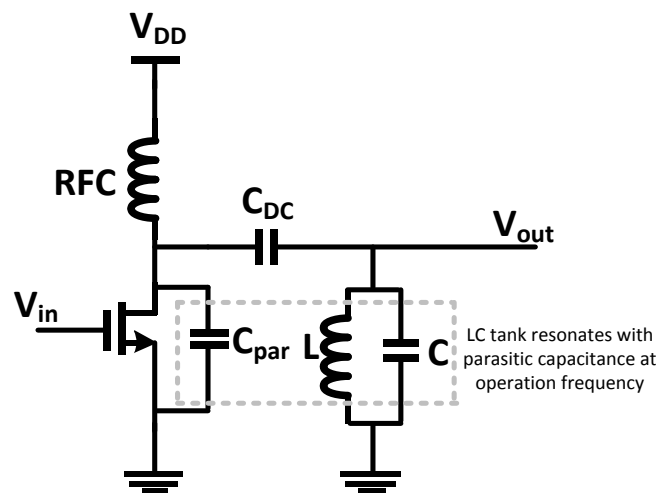 VDD
RFC
CDC
Vout
Vin
Cpar
L
C
LC tank resonates with
parasitic capacitance at
operation frequency